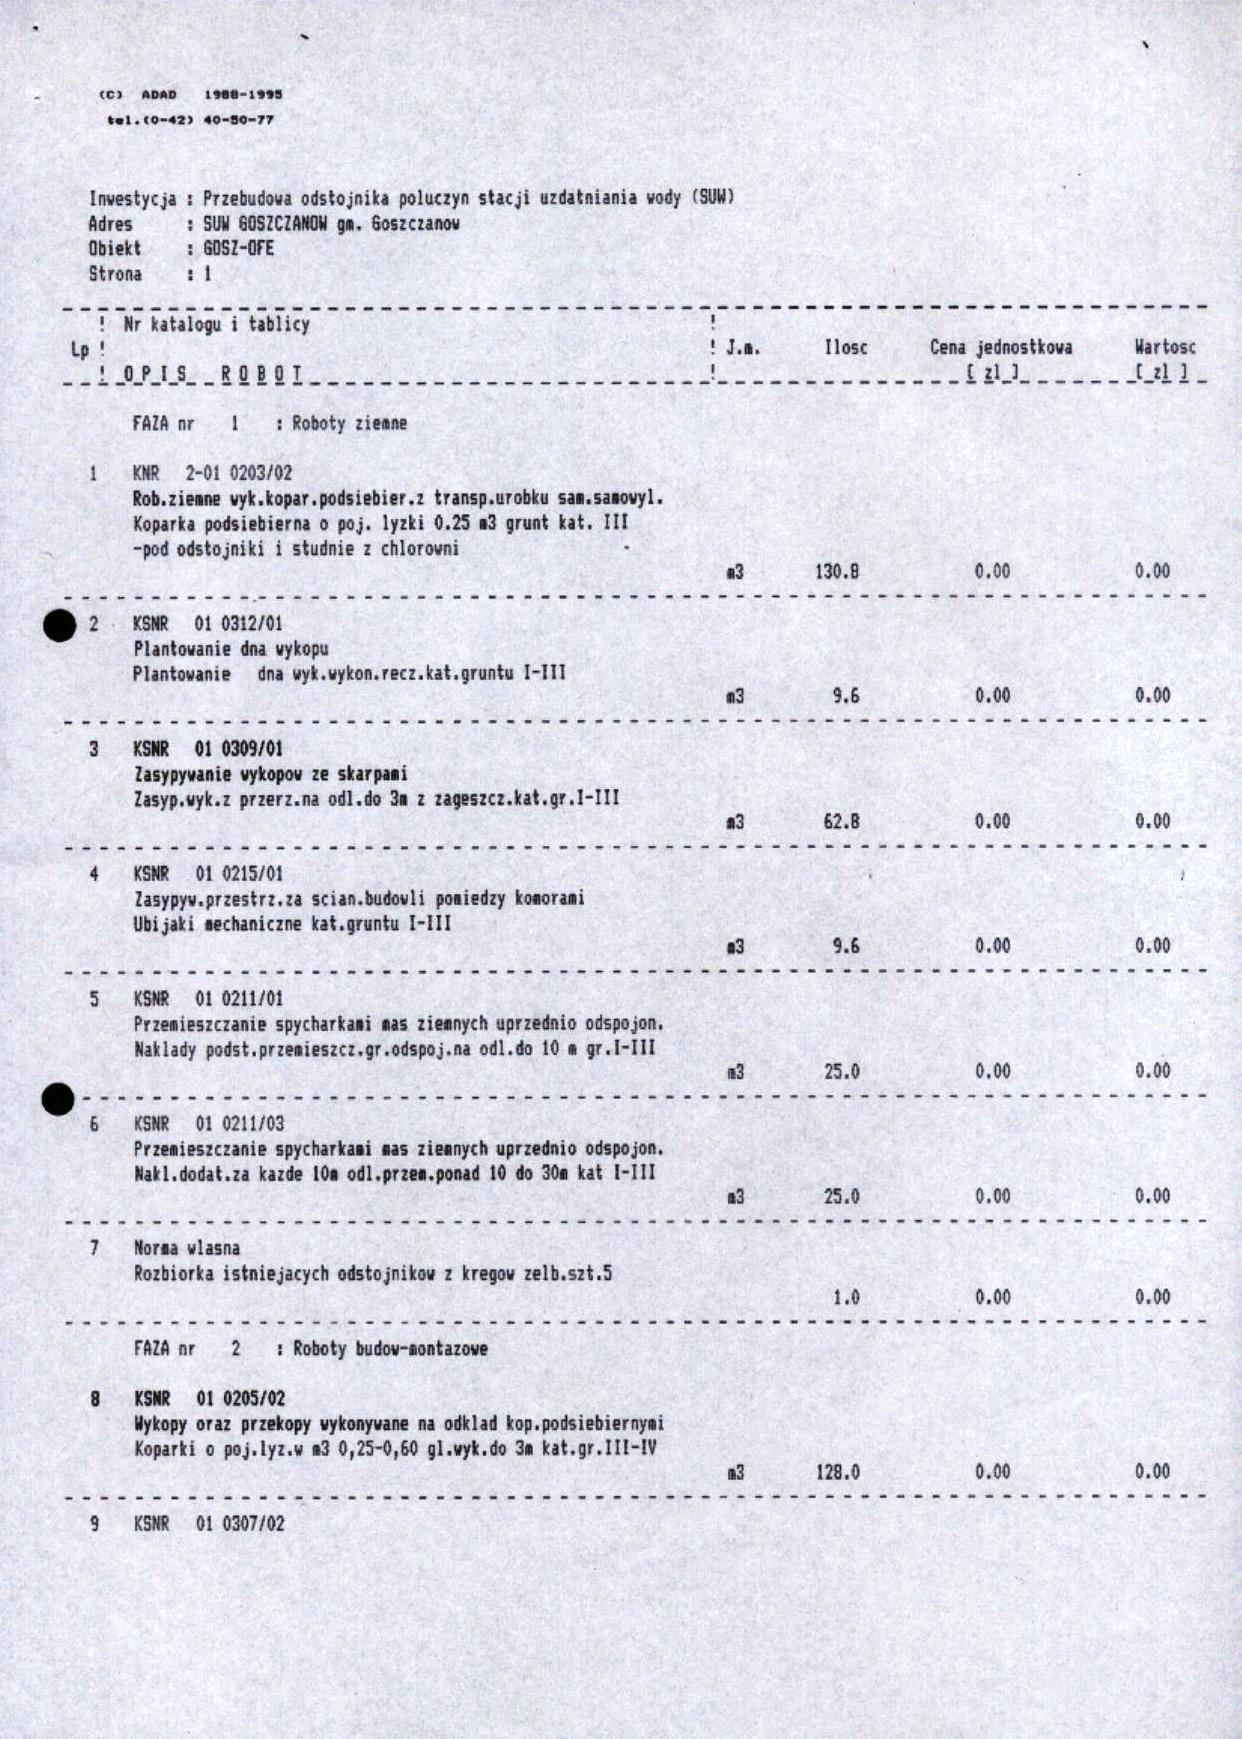 (C) ADAD 1988-1995
tel.(0-42) 40-50-77
Inwestycja : Przebudowa odstojnika poluczyn stacji uzdatniania wody (SUW)
Adres : SUW GOSZCZANOW gm. Goszczanow
Obiekt : GOSZ-OFE
Strona : 1
! Nr katalogu i tablicy !
Lp ! ! J.m. Ilosc Cena jednostkowa Wartosc
! O P I S R O B O T ! [ zl ] [ zl ]
FAZA nr 1 : Roboty ziemne
1 KNR 2-01 0203/02
Rob.ziemne wyk.kopar.podsiebier.z transp.urobku sam.samowyl.
Koparka podsiebierna o poj. lyzki 0.25 m3 grunt kat. III
-pod odstojniki i studnie z chlorowni
m3 130.8 0.00 0.00
2 KSNR 01 0312/01
Plantowanie dna wykopu
Plantowanie dna wyk.wykon.recz.kat.gruntu I-III
m3 9.6 0.00 0.00
3 KSNR 01 0309/01
Zasypywanie wykopow ze skarpami
Zasyp.wyk.z przerz.na odl.do 3m z zageszcz.kat.gr.I-III
m3 62.8 0.00 0.00
4 KSNR 01 0215/01
Zasypyw.przestrz.za scian.budowli pomiedzy komorami
Ubijaki mechaniczne kat.gruntu I-III
m3 9.6 0.00 0.00
5 KSNR 01 0211/01
Przemieszczanie spycharkami mas ziemnych uprzednio odspojon.
Naklady podst.przemieszcz.gr.odspoj.na odl.do 10 m gr.I-III
m3 25.0 0.00 0.00
6 KSNR 01 0211/03
Przemieszczanie spycharkami mas ziemnych uprzednio odspojon.
Nakl.dodat.za kazde 10m odl.przem.ponad 10 do 30m kat I-III
m3 25.0 0.00 0.00
7 Norma wlasna
Rozbiorka istniejacych odstojnikow z kregow zelb.szt.5
1.0 0.00 0.00
FAZA nr 2 : Roboty budow-montazowe
8 KSNR 01 0205/02
Wykopy oraz przekopy wykonywane na odklad kop.podsiebiernymi
Koparki o poj.lyz.w m3 0,25-0,60 gl.wyk.do 3m kat.gr.III-IV
m3 128.0 0.00 0.00
9 KSNR 01 0307/02